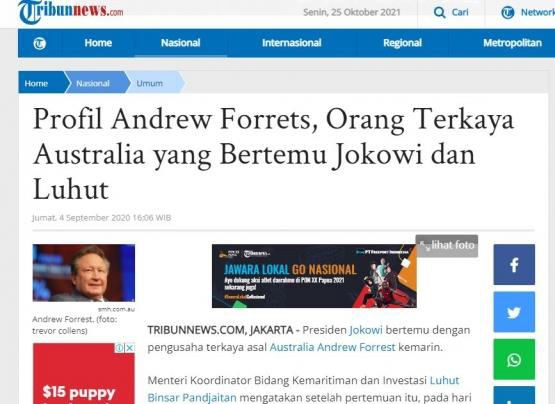 Tribunnews.com
Senin, 25 Oktober 2021
Cari
Network
Home
Nasional
Internasional
Regional
Metropolitan
Home
Nasional
Umum
Profil Andrew Forrets, Orang Terkaya
Australia yang Bertemu Jokowi dan
Luhut
Jumat, 4 September 2020 16:06 WIB
lihat foto
PT FREEPORT INDONESIA
JAWARA LOKAL GO NASIONAL
Ayo dukung aksi atlet daerahmu di PON XX Papua 2021
sekarang juga!
smh.com.au
Andrew Forrest. (foto:
trevor collens)
TRIBUNNEWS.COM, JAKARTA - Presiden Jokowi bertemu dengan
pengusaha terkaya asal Australia Andrew Forrest kemarin.
Menteri Koordinator Bidang Kemaritiman dan Investasi Luhut
Binsar Pandjaitan mengatakan setelah pertemuan itu, pada hari
$15 puppy